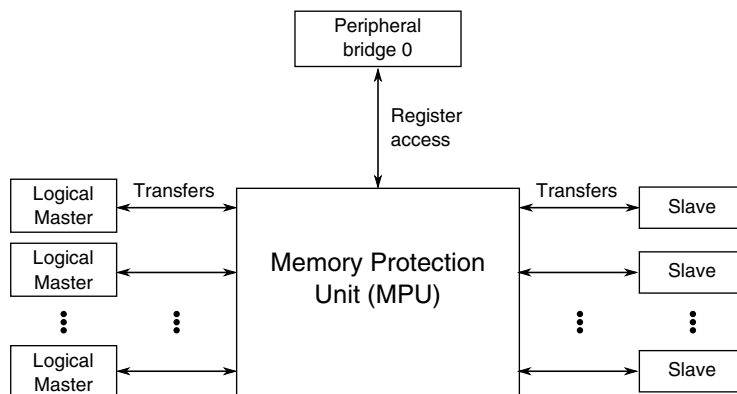 Peripheral
bridge 0
Register
access
Logical
Master
Transfers
Transfers
Slave
Logical
Master
Memory Protection
Unit (MPU)
Slave
Logical
Master
Slave